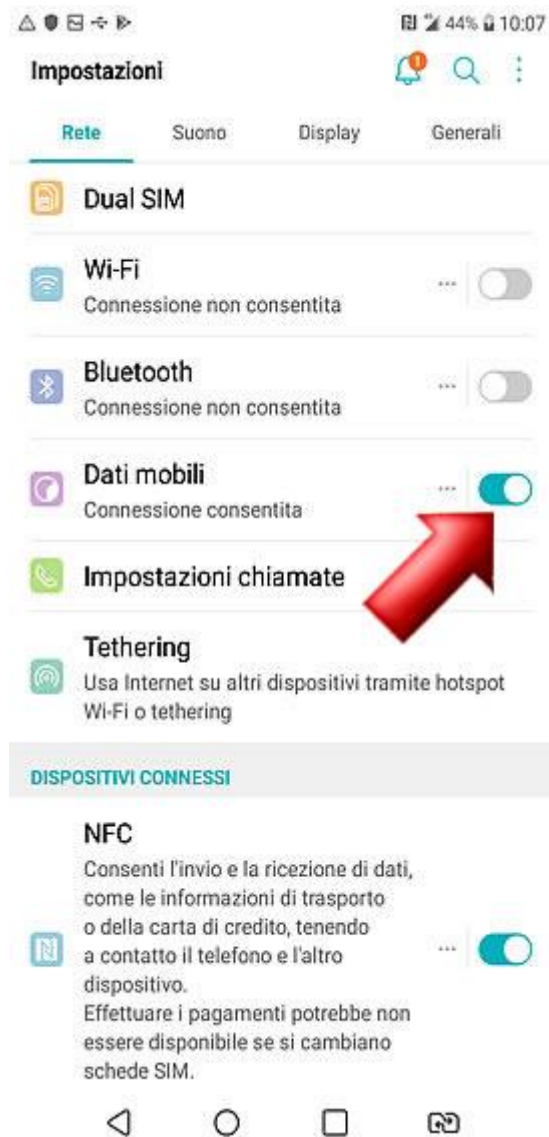 44% 10:07
Impostazioni
Rete Suono Display Generali
Dual SIM
Wi-Fi
Connessione non consentita
Bluetooth
Connessione non consentita
Dati mobili
Connessione consentita
Impostazioni chiamate
Tethering
Usa Internet su altri dispositivi tramite hotspot
Wi-Fi o tethering
DISPOSITIVI CONNESSI
NFC
Consenti l'invio e la ricezione di dati,
come le informazioni di trasporto
o della carta di credito, tenendo
a contatto il telefono e l'altro
dispositivo.
Effettuare i pagamenti potrebbe non
essere disponibile se si cambiano
schede SIM.